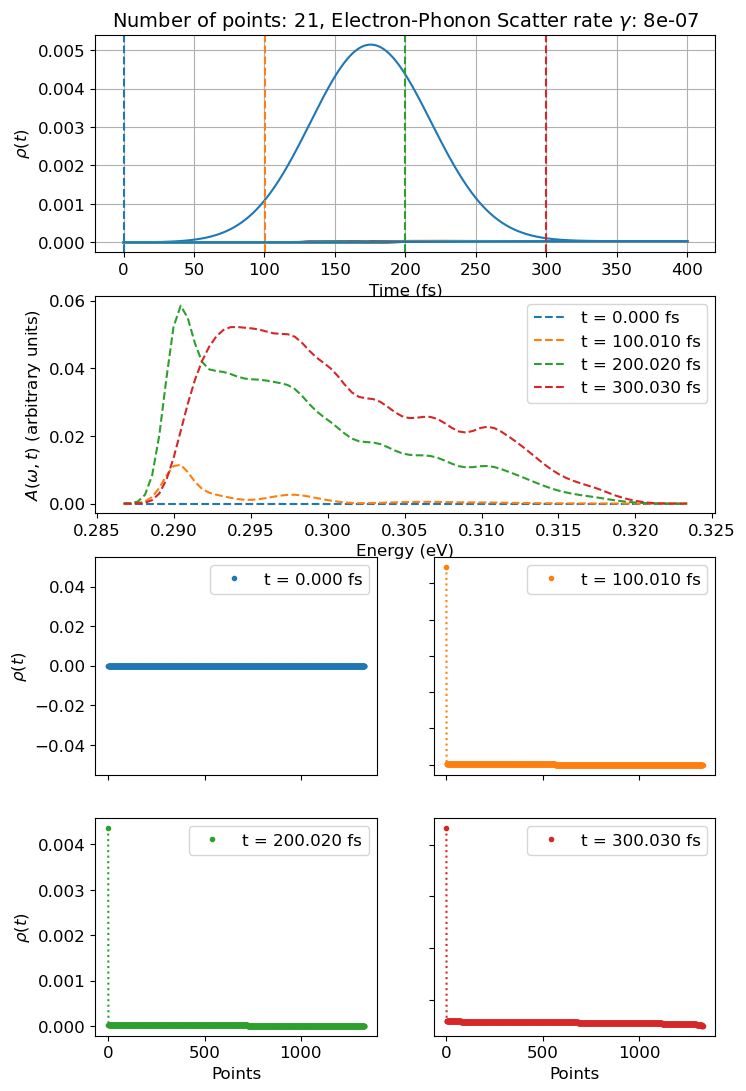 Number of points: 21, Electron-Phonon Scatter rate γ: 8e-07
0.005
0.004
0.003
0.002
0.001
0.000
ρ(t)
0 50 100 150 200 250 300 350 400
Time (fs)
0.06
0.04
0.02
0.00
A(ω, t) (arbitrary units)
t = 0.000 fs
t = 100.010 fs
t = 200.020 fs
t = 300.030 fs
0.285 0.290 0.295 0.300 0.305 0.310 0.315 0.320 0.325
Energy (eV)
0.04
0.02
0.00
−0.02
−0.04
ρ(t)
t = 0.000 fs
t = 100.010 fs
0.004
0.003
0.002
0.001
0.000
ρ(t)
t = 200.020 fs
0 500 1000
Points
t = 300.030 fs
0 500 1000
Points